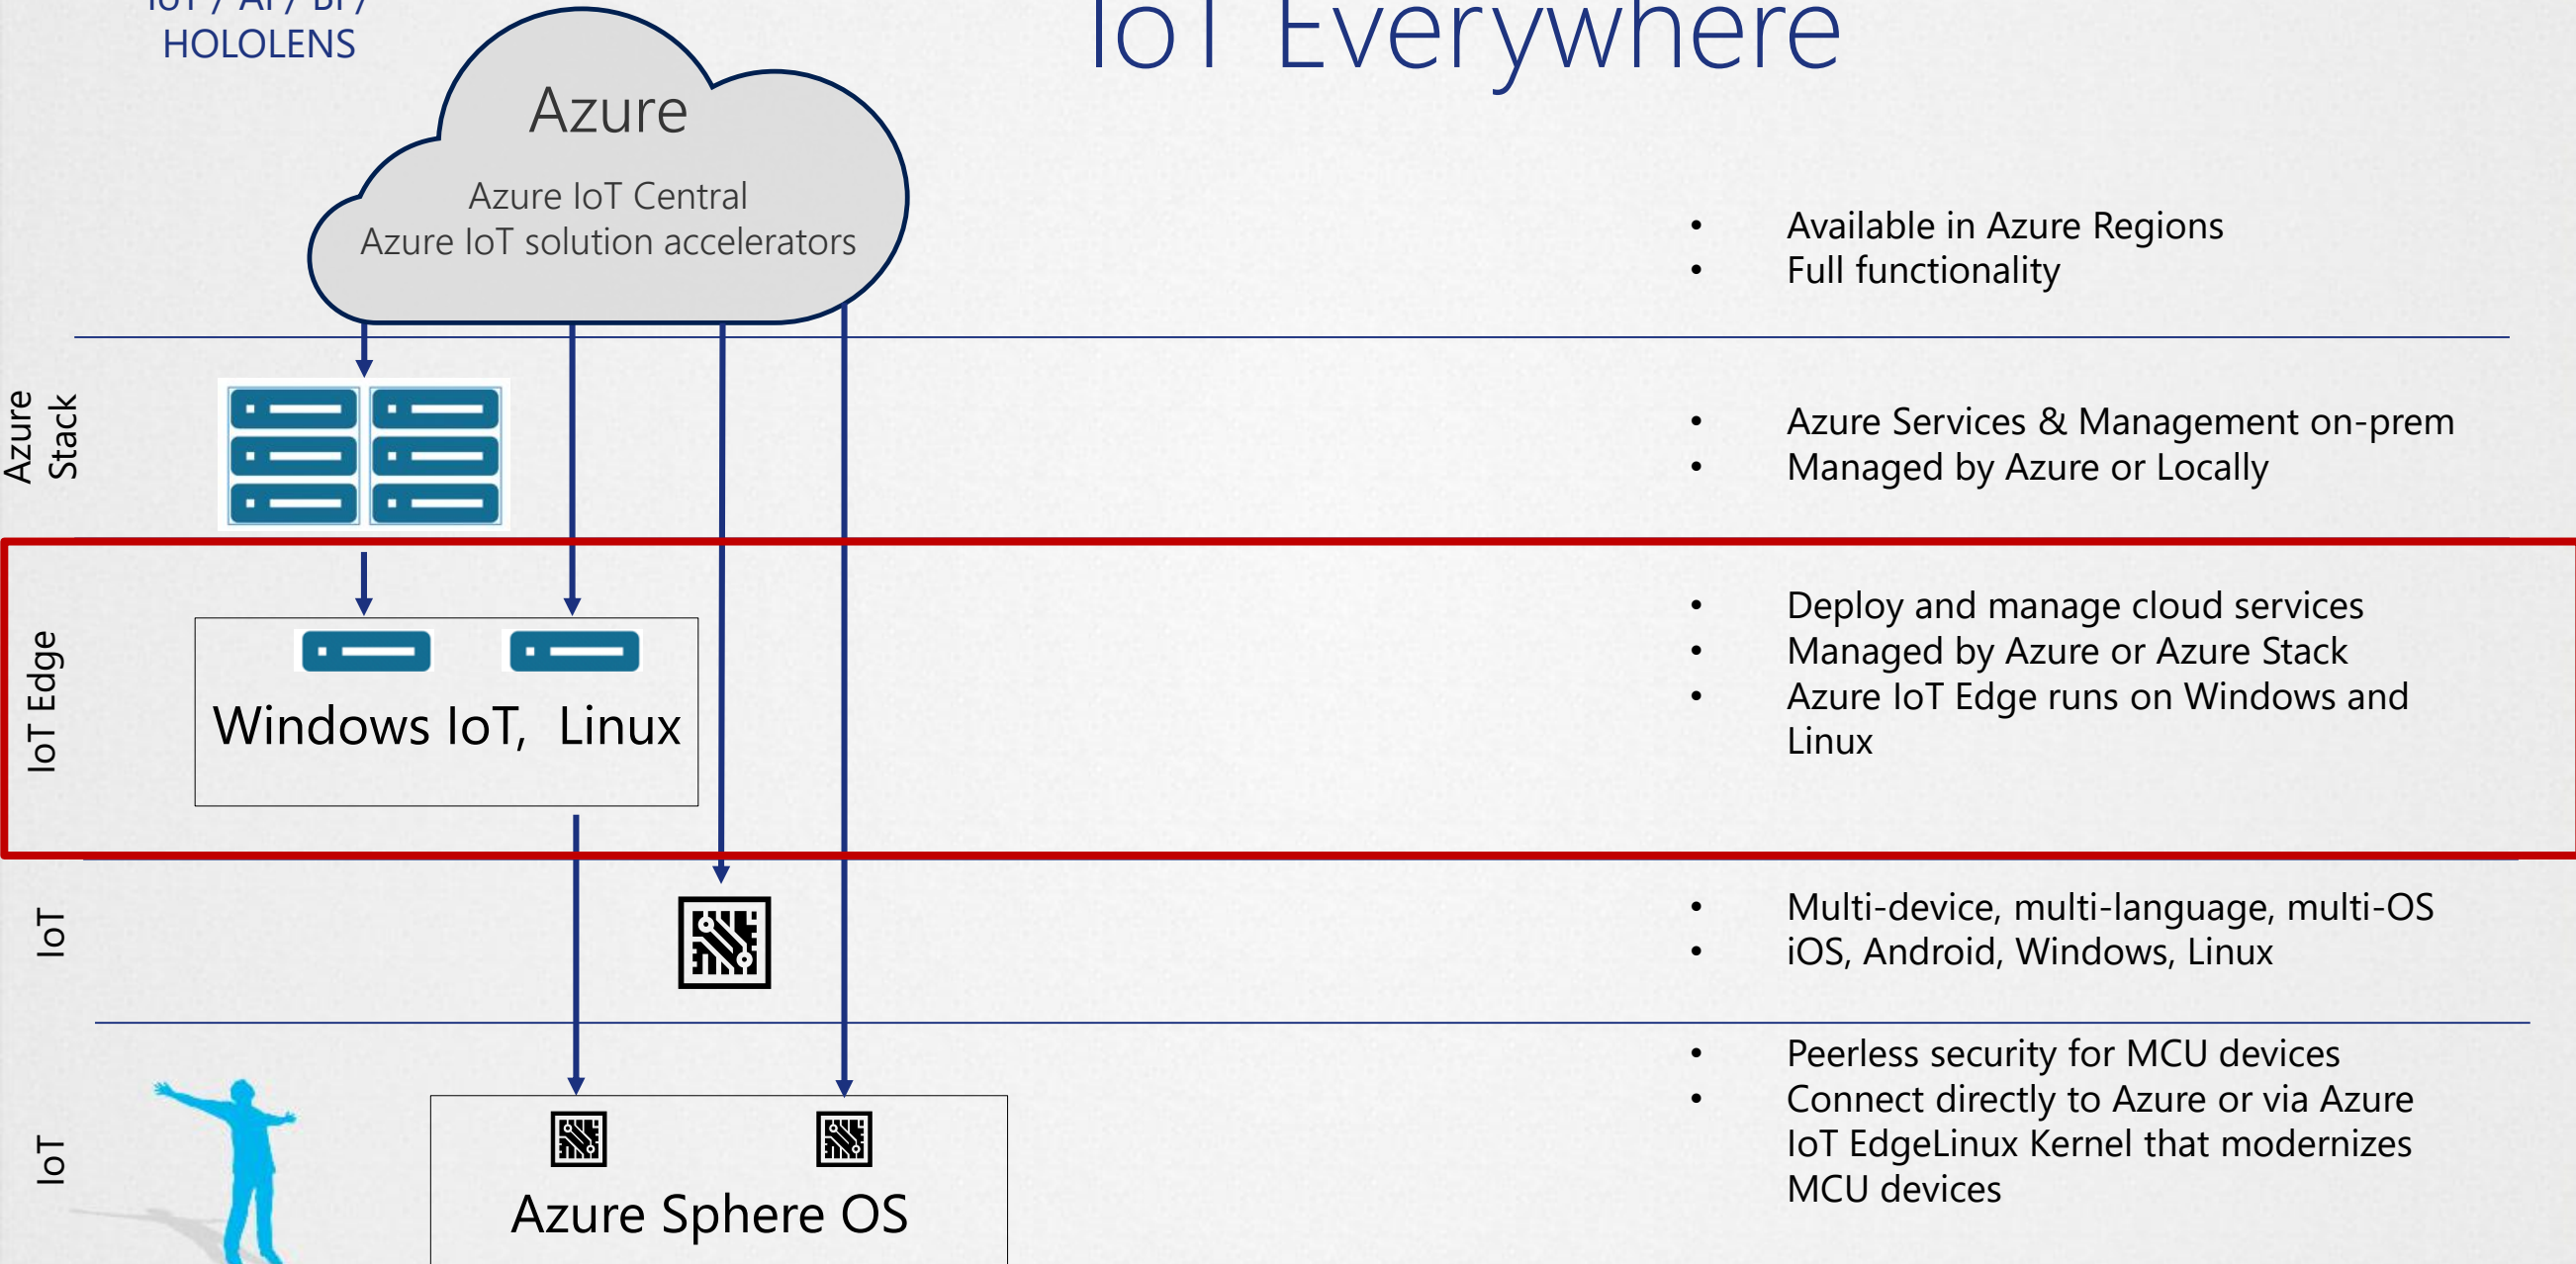 IoT / AI / BI /
HOLOLENS
IoT Everywhere
Azure
Azure IoT Central
Azure IoT solution accelerators
• Available in Azure Regions
• Full functionality
Azure
Stack
• Azure Services & Management on-prem
• Managed by Azure or Locally
IoT Edge
Windows IoT, Linux
• Deploy and manage cloud services
• Managed by Azure or Azure Stack
• Azure IoT Edge runs on Windows and
Linux
IoT
• Multi-device, multi-language, multi-OS
• iOS, Android, Windows, Linux
IoT
Azure Sphere OS
• Peerless security for MCU devices
• Connect directly to Azure or via Azure
IoT EdgeLinux Kernel that modernizes
MCU devices